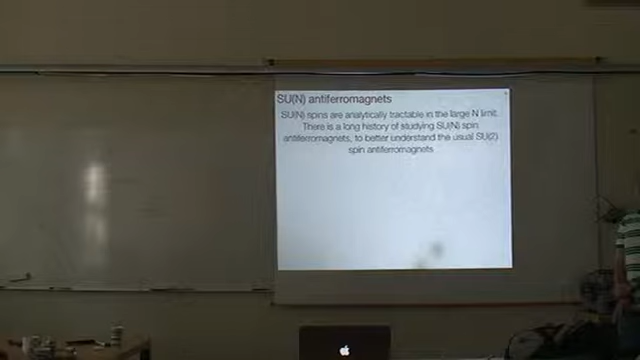 SU(N) antiferromagnets
SU(N) spins are analytically tractable in the large N limit.
There is a long history of studying SU(N) spin
antiferromagnets, to better understand the usual SU(2)
spin antiferromagnets